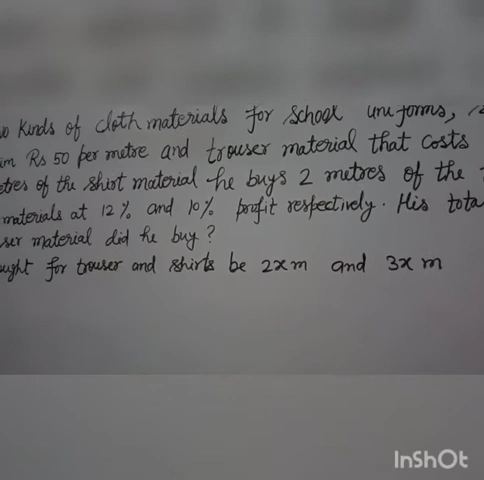 Kinds of cloth materials for school uniforms,
Rs 50 per metre and trouser material that costs
of the shirt material he buys 2 metres of the
materials at 12% and 10% profit respectively. His tota
material did he buy?
for trouser and shirts be 2x m and 3x m
InShOt